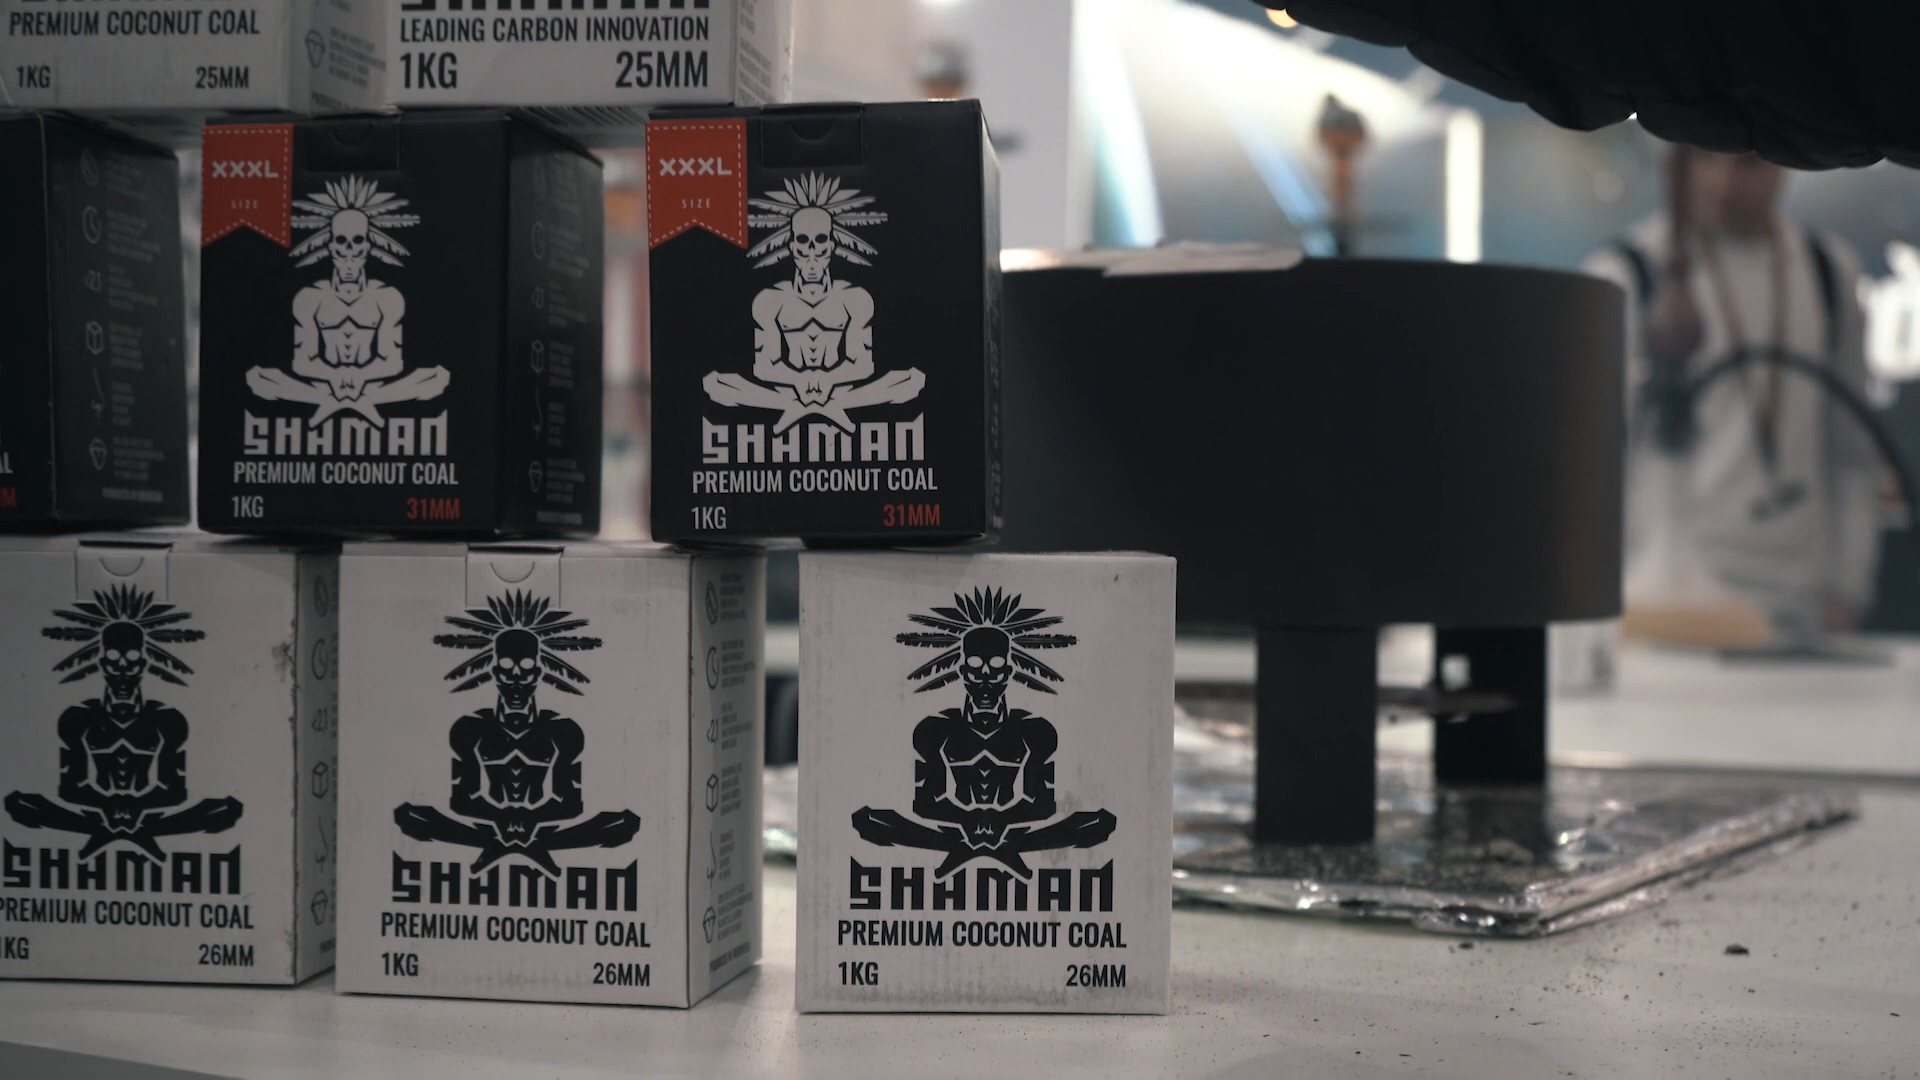 PREMIUM COCONUT COAL
1KG 25MM
SHAMAN
LEADING CARBON INNOVATION
1KG 25MM
XXXL
SIZE
SHAMAN
PREMIUM COCONUT COAL
1KG 31MM
XXXL
SIZE
SHAMAN
PREMIUM COCONUT COAL
1KG 31MM
SHAMAN
PREMIUM COCONUT COAL
1KG 26MM
SHAMAN
PREMIUM COCONUT COAL
1KG 26MM
SHAMAN
PREMIUM COCONUT COAL
1KG 26MM